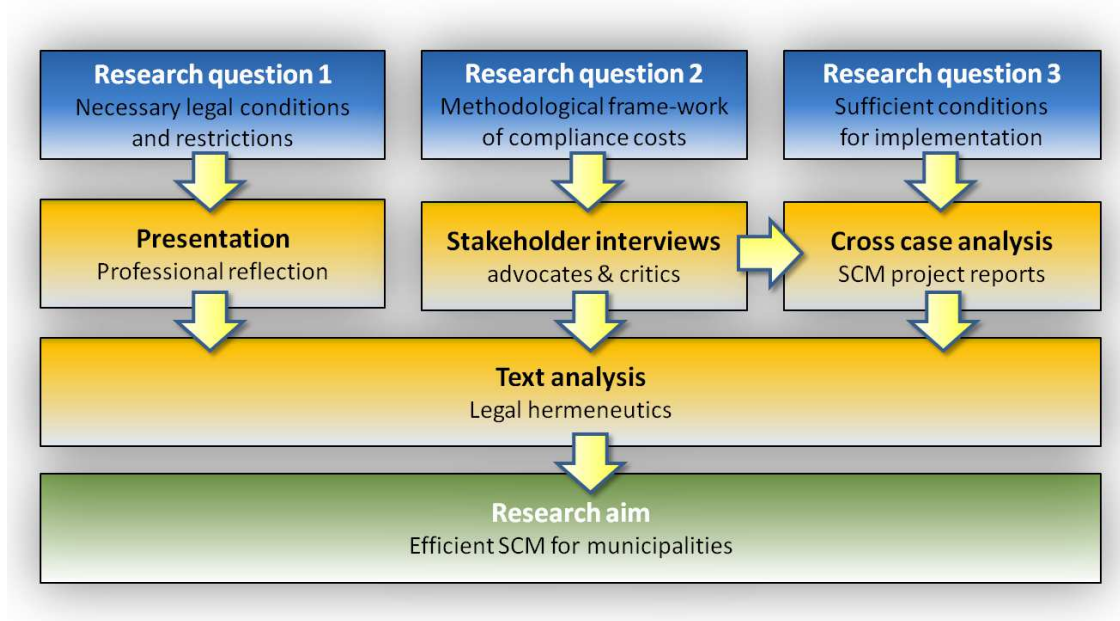 Research question 1
Necessary legal conditions
and restrictions
Research question 2
Methodological frame-work
of compliance costs
Research question 3
Sufficient conditions
for implementation
Presentation
Professional reflection
Stakeholder interviews
advocates & critics
Cross case analysis
SCM project reports
Text analysis
Legal hermeneutics
Research aim
Efficient SCM for municipalities